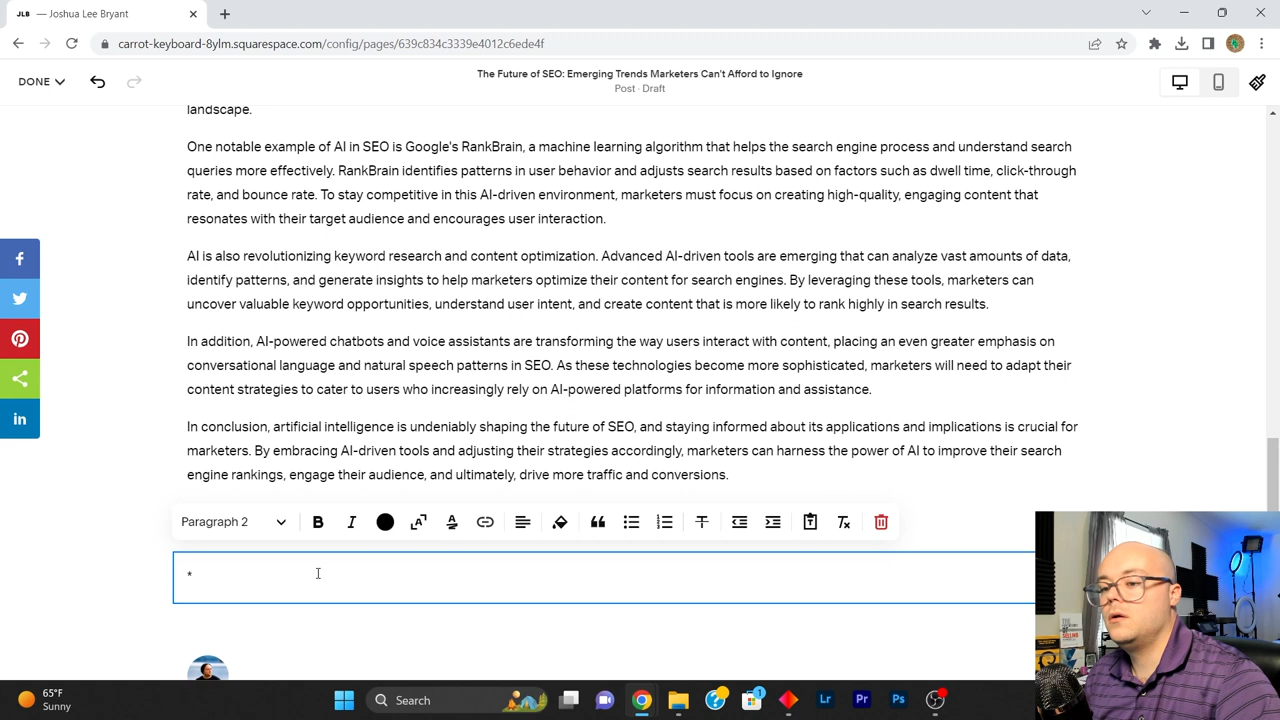 JLB — Joshua Lee Bryant
carrot-keyboard-8ylm.squarespace.com/config/pages/639c834c3339e4012c6ede4f
DONE
The Future of SEO: Emerging Trends Marketers Can't Afford to Ignore
Post · Draft
landscape.
One notable example of AI in SEO is Google's RankBrain, a machine learning algorithm that helps the search engine process and understand search
queries more effectively. RankBrain identifies patterns in user behavior and adjusts search results based on factors such as dwell time, click-through
rate, and bounce rate. To stay competitive in this AI-driven environment, marketers must focus on creating high-quality, engaging content that
resonates with their target audience and encourages user interaction.
AI is also revolutionizing keyword research and content optimization. Advanced AI-driven tools are emerging that can analyze vast amounts of data,
identify patterns, and generate insights to help marketers optimize their content for search engines. By leveraging these tools, marketers can
uncover valuable keyword opportunities, understand user intent, and create content that is more likely to rank highly in search results.
In addition, AI-powered chatbots and voice assistants are transforming the way users interact with content, placing an even greater emphasis on
conversational language and natural speech patterns in SEO. As these technologies become more sophisticated, marketers will need to adapt their
content strategies to cater to users who increasingly rely on AI-powered platforms for information and assistance.
In conclusion, artificial intelligence is undeniably shaping the future of SEO, and staying informed about its applications and implications is crucial for
marketers. By embracing AI-driven tools and adjusting their strategies accordingly, marketers can harness the power of AI to improve their search
engine rankings, engage their audience, and ultimately, drive more traffic and conversions.
Paragraph 2
*
65°F
Sunny
Search
1
Lr
Pr
Ps